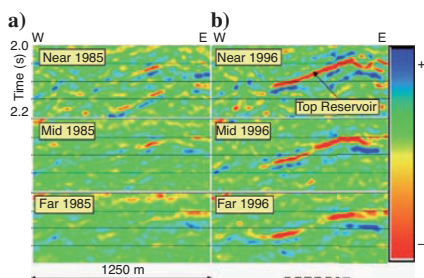 a)
b)
W
E
W
E
2.0
Near 1985
Near 1996
+
Time (s)
Top Reservoir
2.2
Mid 1985
Mid 1996
Far 1985
Far 1996
–
1250 m